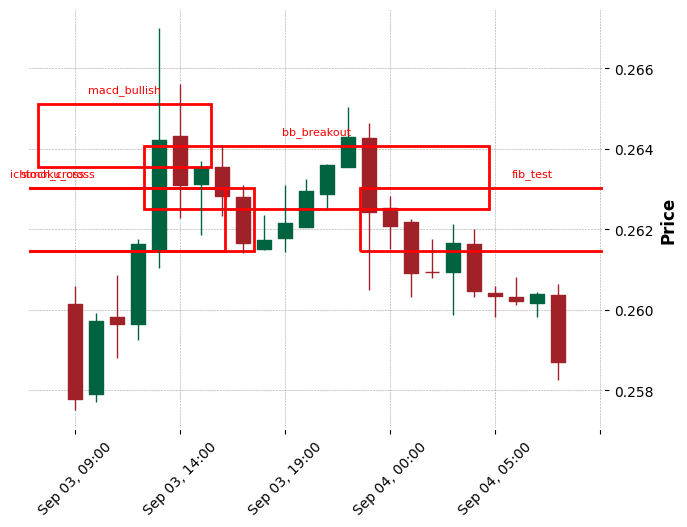 macd_bullish
bb_breakout
stoch_cross
fib_test
0.266
0.264
0.262
0.260
0.258
Price
Sep 03, 09:00
Sep 03, 14:00
Sep 03, 19:00
Sep 04, 00:00
Sep 04, 05:00